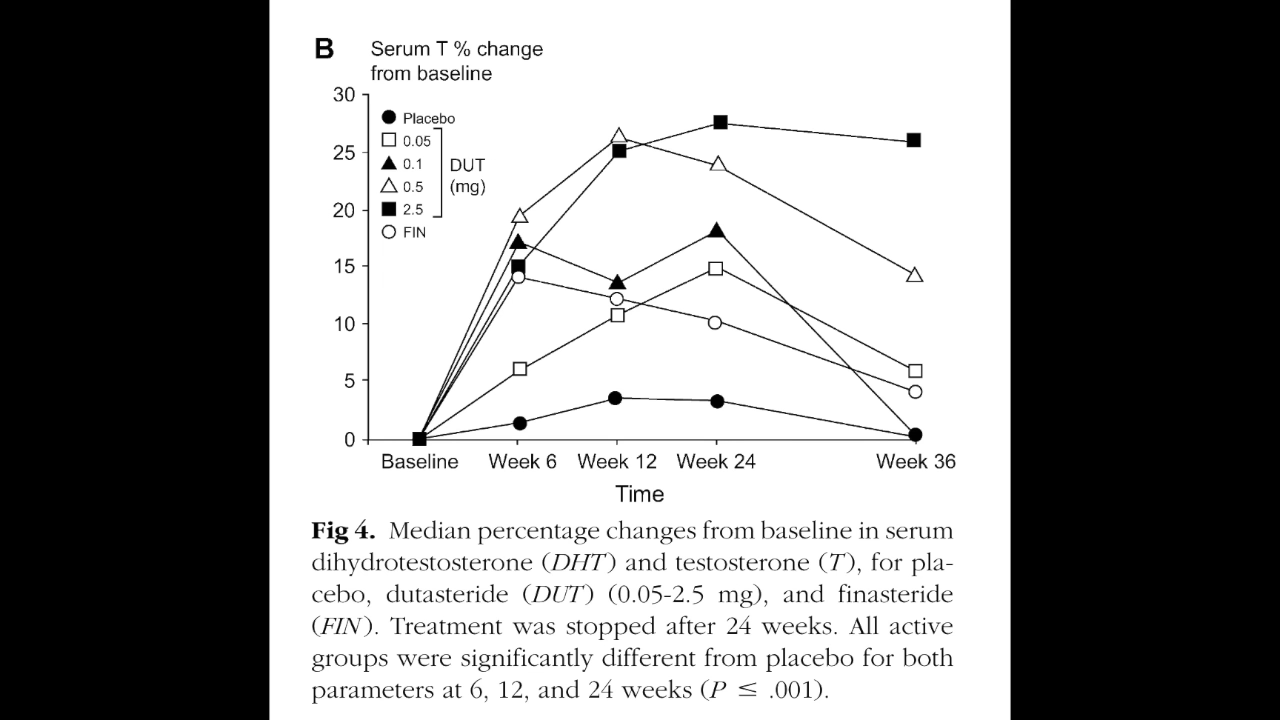 B
Serum T % change
from baseline
30
25
20
15
10
5
0
Placebo
0.05
0.1
0.5
2.5
FIN
DUT
(mg)
Baseline Week 6 Week 12 Week 24 Week 36
Time
Fig 4. Median percentage changes from baseline in serum
dihydrotestosterone (DHT) and testosterone (T), for pla-
cebo, dutasteride (DUT) (0.05-2.5 mg), and finasteride
(FIN). Treatment was stopped after 24 weeks. All active
groups were significantly different from placebo for both
parameters at 6, 12, and 24 weeks (P ≤ .001).